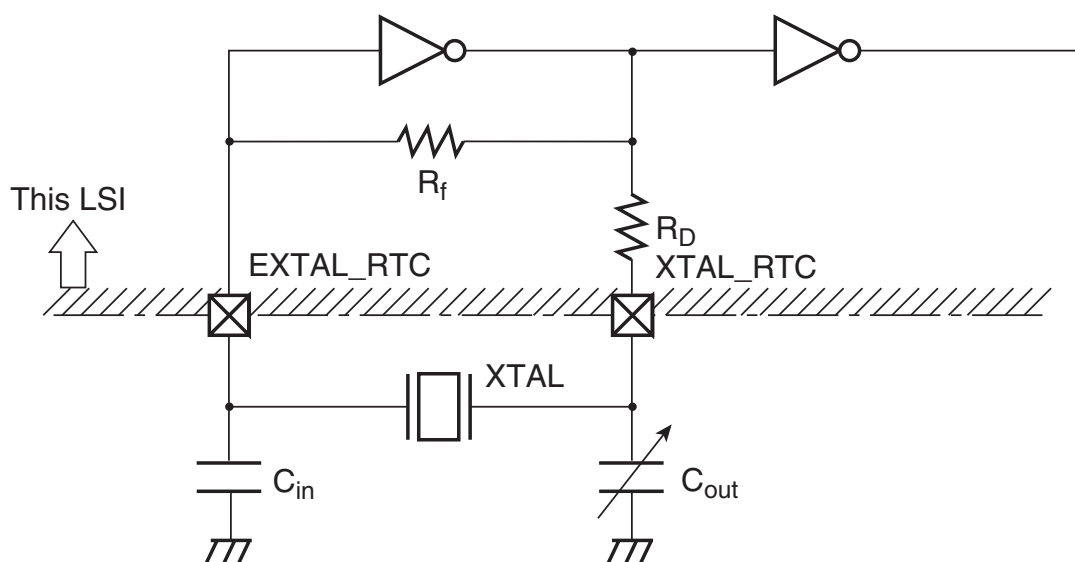 R_f
This LSI
R_D
EXTAL_RTC
XTAL_RTC
XTAL
C_in
C_out